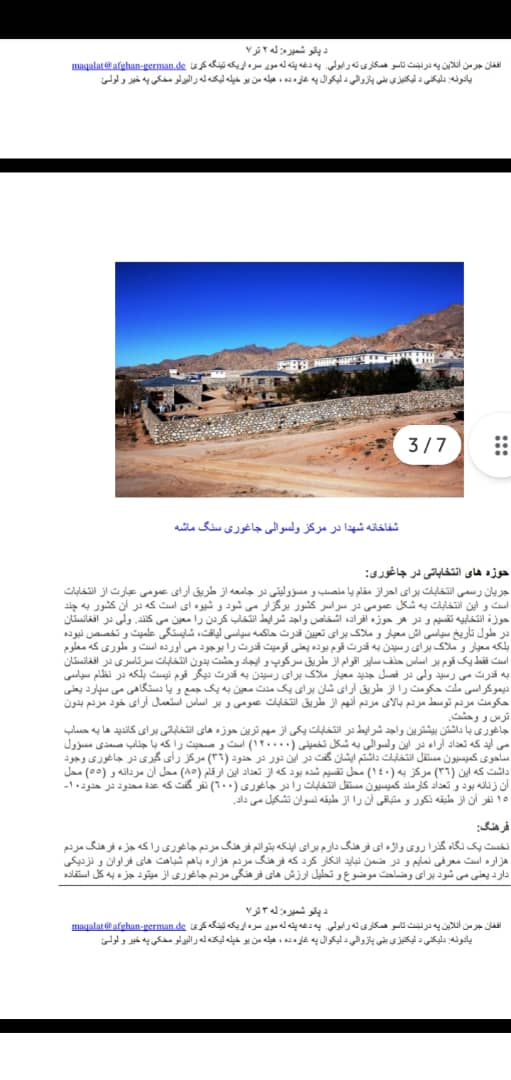 د پانو شمیره: له ۲ تر۷
افغان جرمن آنلاین په درنښت تاسو همکارۍ ته رابولي. په دغه پته له موږ سره اړیکه ټینگه کړئ maqalat@afghan-german.de
یادونه: دلیکنې د لیکنیزې بڼې پازوالي د لیکوال په غاړه ده ، هیله من یو خپله لیکنه له رالیږلو مخکې په ځیر و لولئ
3 / 7
شفاخانه شهدا در مرکز ولسوالی جاغوری سنگ ماشه
حوزه های انتخاباتی در جاغوری:
جریان رسمی انتخابات برای احراز مقام یا منصب و مسؤولیتی در جامعه از طریق آرای عمومی عبارت از انتخابات
است و این انتخابات به شکل عمومی در سراسر کشور برگزار می شود و شیوه ای است که در آن کشور به چند
حوزۀ انتخابیه تقسیم و در هر حوزه افراد، اشخاص واجد شرایط انتخاب کردن را معین می کنند. ولی در افغانستان
در طول تأریخ سیاسی اش معیار و ملاک برای تعیین قدرت حاکمه سیاسی لیاقت، شایستگی علمیت و تخصص نبوده
بلکه معیار و ملاک برای رسیدن به قدرت قوم بوده یعنی قومیت قدرت را بوجود می آورده است و طوری که معلوم
است فقط یک قوم بر اساس حذف سایر اقوام از طریق سرکوب و ایجاد وحشت بدون انتخابات سرتاسری در افغانستان
به قدرت می رسید ولی در فصل جدید معیار ملاک برای رسیدن به قدرت دیگر قوم نیست بلکه در نظام سیاسی
دیموکراسی ملت حکومت را از طریق آرای شان برای یک مدت معین به یک جمع و یا دستگاهی می سپارد یعنی
حکومت مردم توسط مردم بالای مردم آنهم از طریق انتخابات عمومی و بر اساس استعمال آرای خود مردم بدون
ترس و وحشت.
جاغوری با داشتن بیشترین واجد شرایط در انتخابات یکی از مهم ترین حوزه های انتخاباتی برای کاندید ها به حساب
می آید که تعداد آراء در این ولسوالی به شکل تخمینی (۱۲۰۰۰۰) است و صحبت را که با جناب صمدی مسؤول
ساحوی کمیسیون مستقل انتخابات داشتم ایشان گفت در این دور در حدود (۳۶) مرکز رأی گیری در جاغوری وجود
داشت که این (۳۶) مرکز به (۱۴۰) محل تقسیم شده بود که از تعداد این ارقام (۸۵) محل آن مردانه و (۵۵) محل
آن زنانه بود و تعداد کارمند کمیسیون مستقل انتخابات را در جاغوری (۶۰۰) نفر گفت که عدۀ محدود در حدود۱۰-
۱۵ نفر آن از طبقه ذکور و متباقی آن را از طبقه نسوان تشکیل می داد.
فرهنگ:
نخست یک نگاه گذرا روی واژه ای فرهنگ دارم برای اینکه بتوانم فرهنگ مردم جاغوری را که جزء فرهنگ مردم
هزاره است معرفی نمایم و در ضمن نباید انکار کرد که فرهنگ مردم هزاره باهم شباهت های فراوان و نزدیکی
دارد یعنی می شود برای وضاحت موضوع و تحلیل ارزش های فرهنگی مردم جاغوری از میتود جزء به کل استفاده
د پانو شمیره: له ۳ تر۷
افغان جرمن آنلاین په درنښت تاسو همکارۍ ته رابولي. په دغه پته له موږ سره اړیکه ټینگه کړئ maqalat@afghan-german.de
یادونه: دلیکنې د لیکنیزې بڼې پازوالي د لیکوال په غاړه ده ، هیله من یو خپله لیکنه له رالیږلو مخکې په ځیر و لولئ